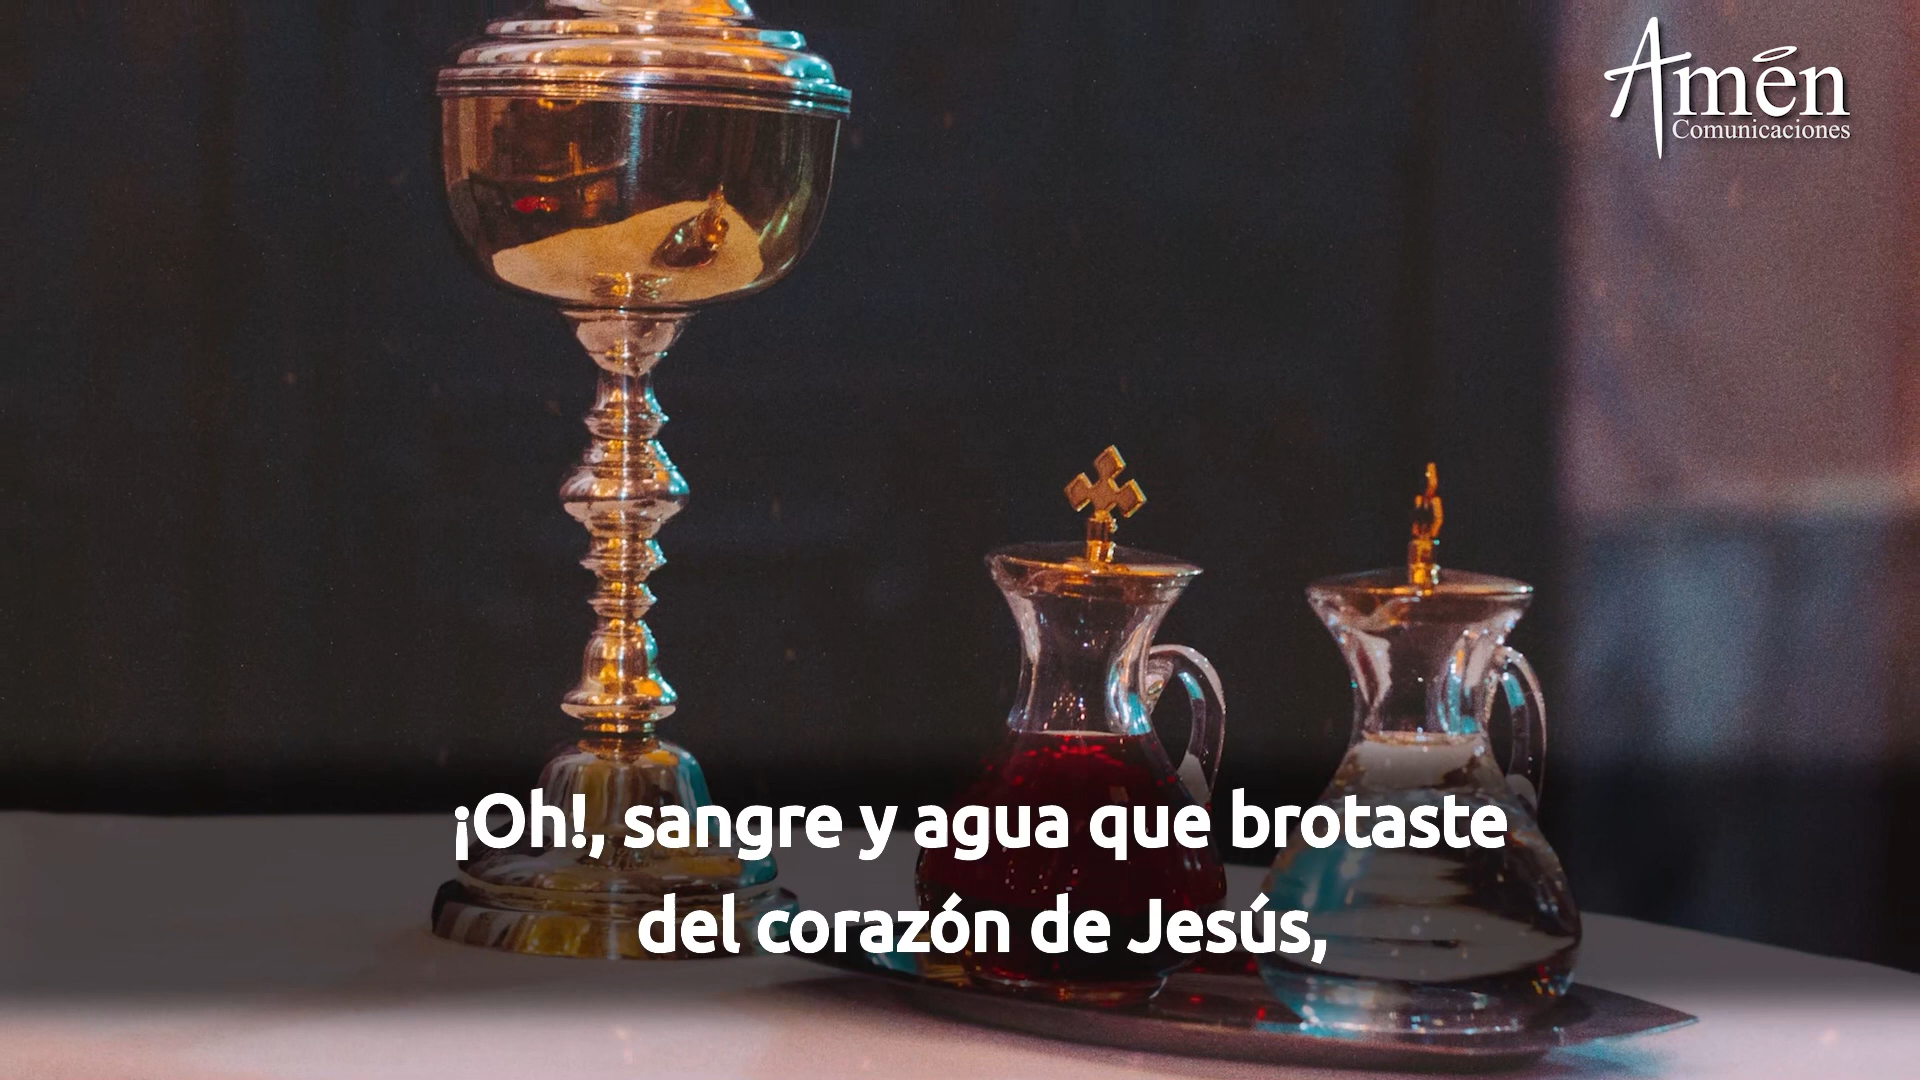 Amén
Comunicaciones
¡Oh!, sangre y agua que brotaste
del corazón de Jesús,